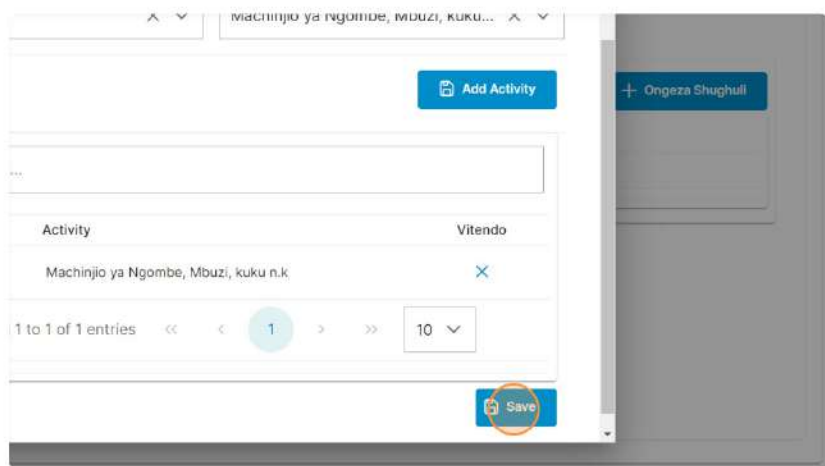 Machinjio ya Ngombe, Mbuzi, kuku...
Add Activity
Ongeza Shughuli
...
Activity Vitendo
Machinjio ya Ngombe, Mbuzi, kuku n.k
1 to 1 of 1 entries << < 1 > >> 10
Save